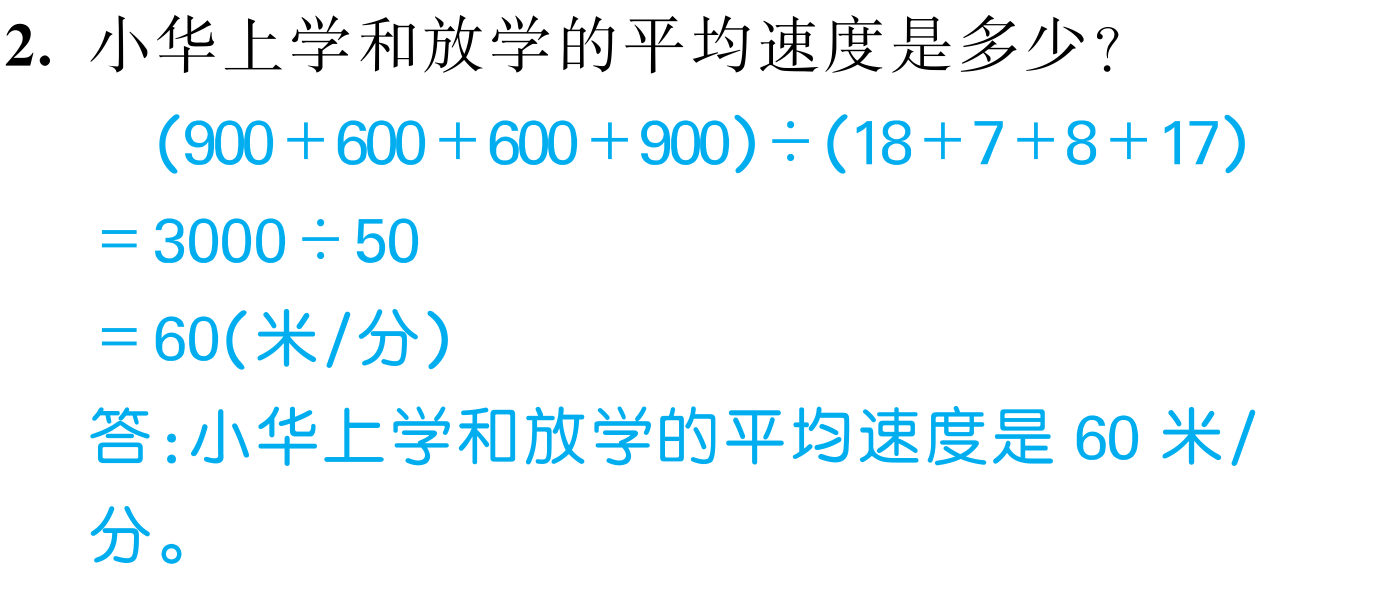 2. 小华上学和放学的平均速度是多少?
(900+600+600+900)÷(18+7+8+17)
=3000÷50
=60(米/分)
答:小华上学和放学的平均速度是 60 米/
分。